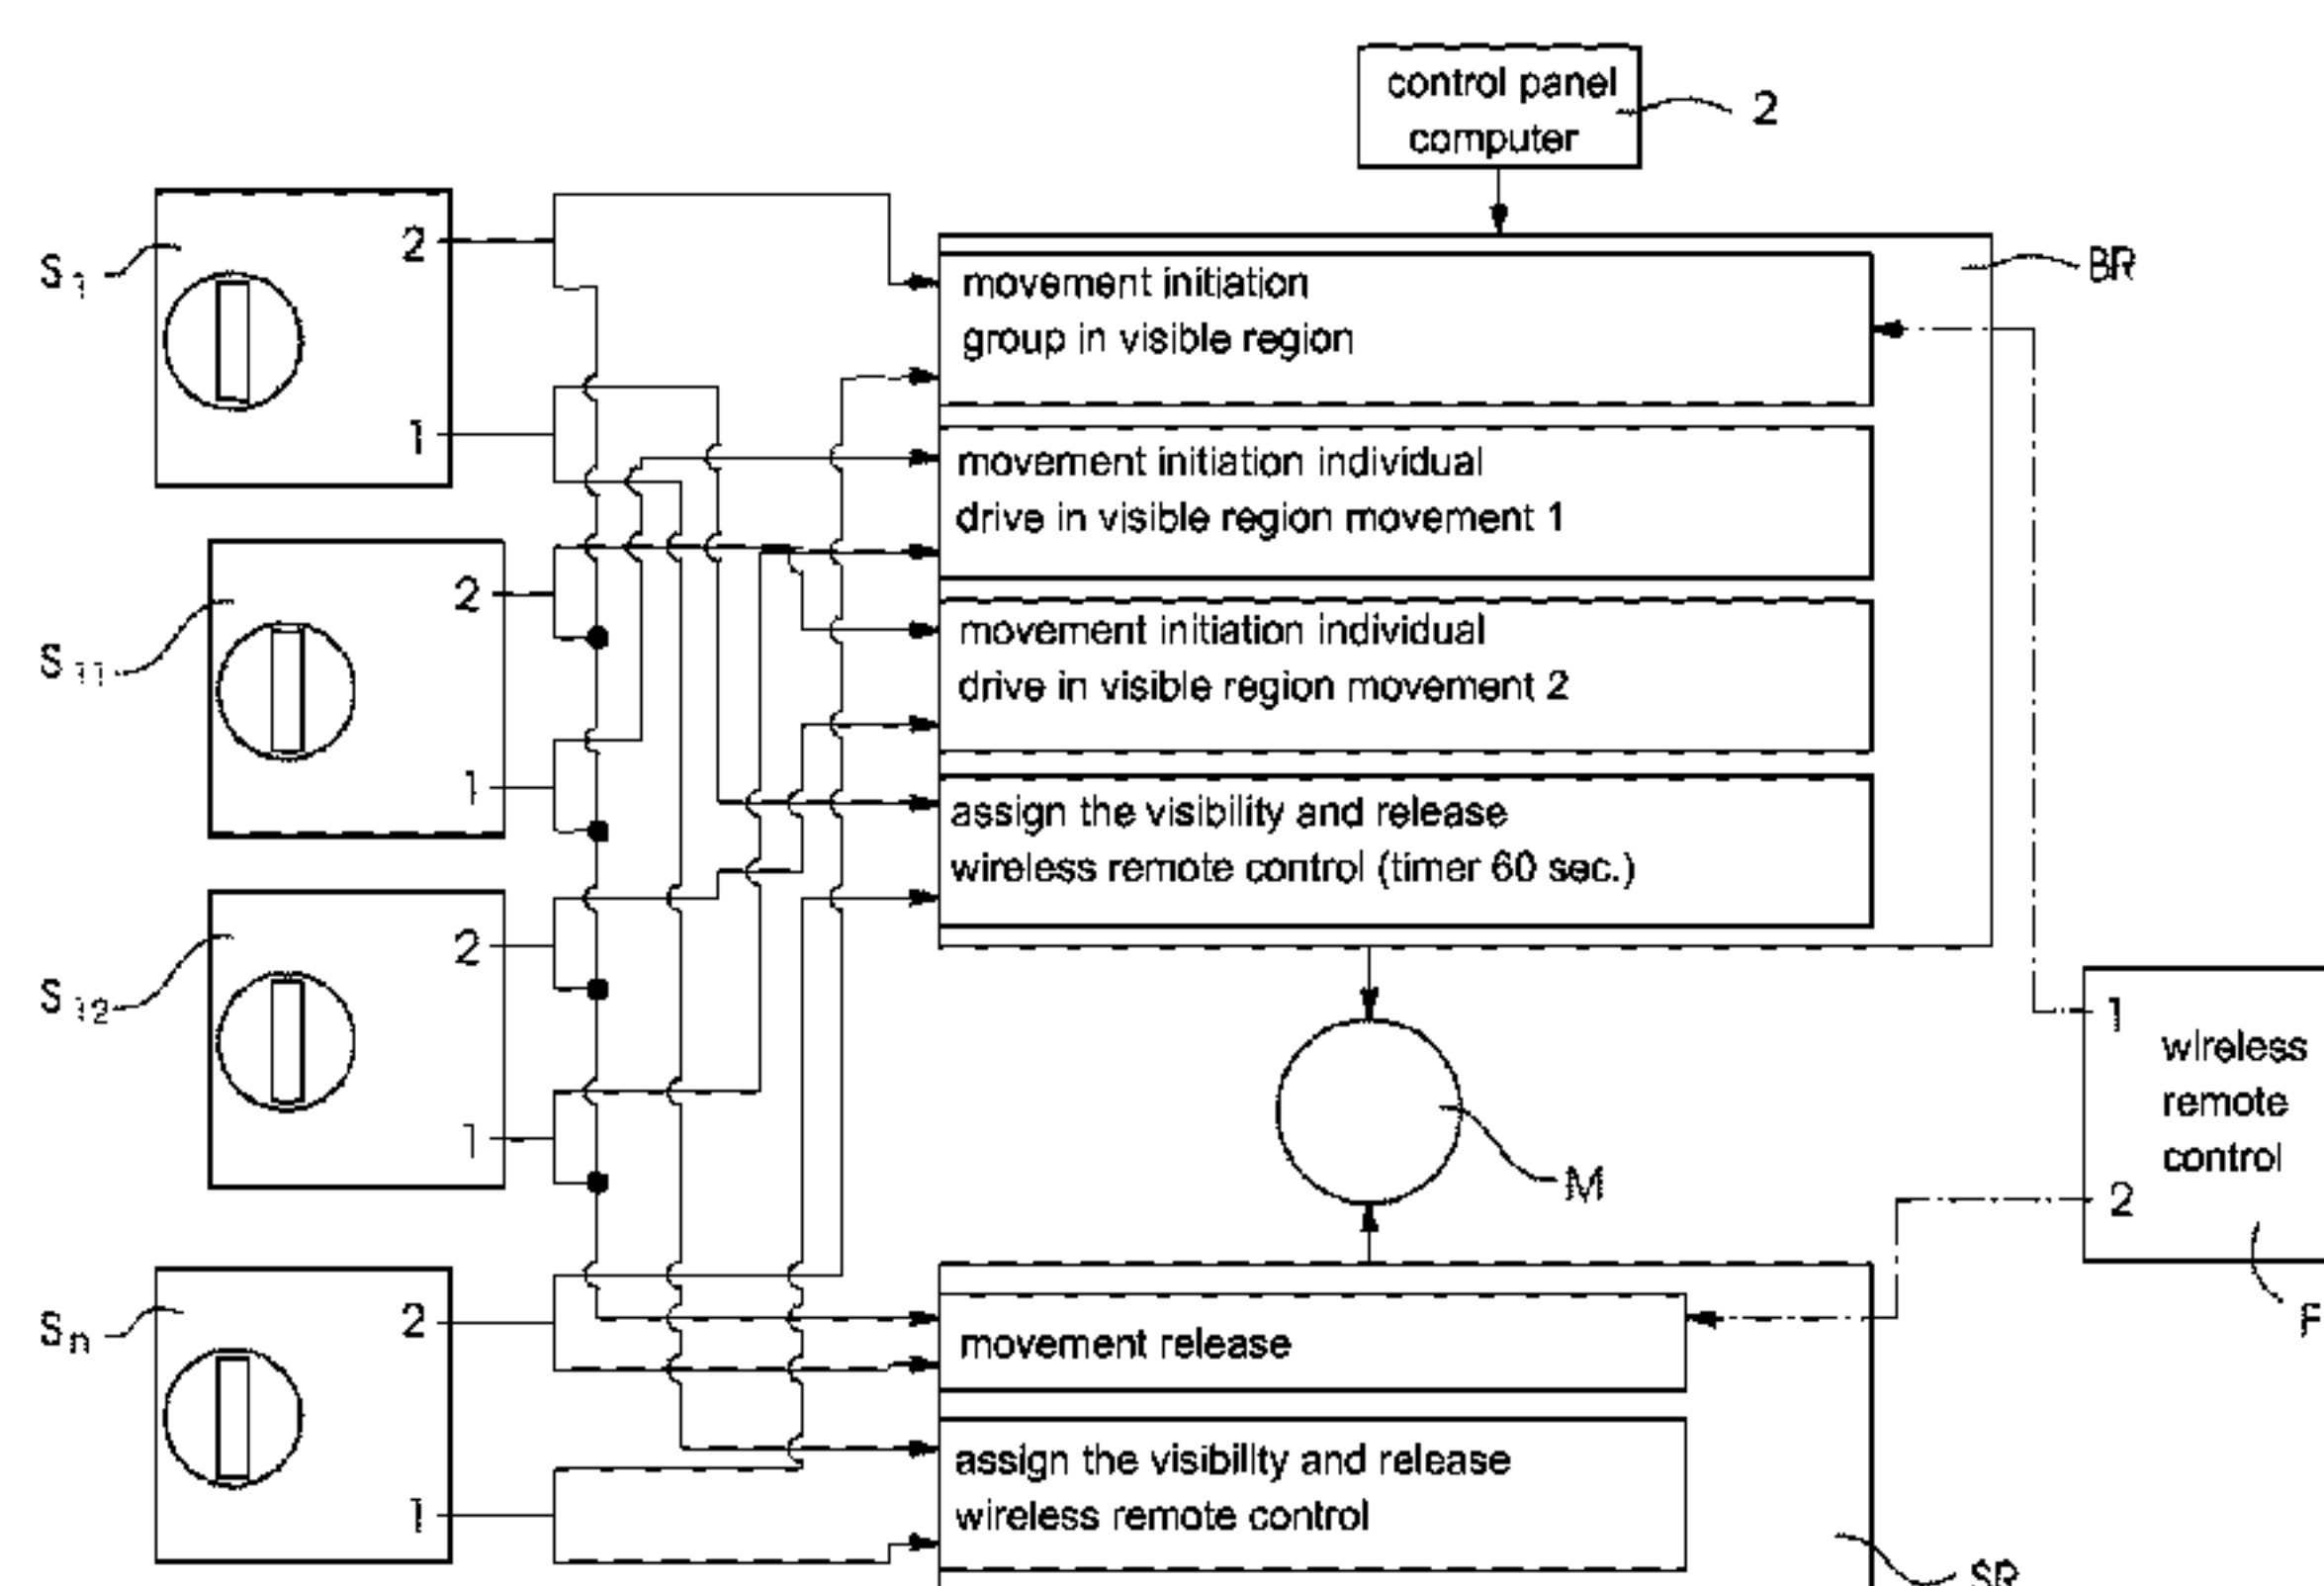 control panel
computer
2
BR
S1
2
1
movement initiation
group in visible region
movement initiation individual
drive in visible region movement 1
S11
2
1
movement initiation individual
drive in visible region movement 2
assign the visibility and release
wireless remote control (timer 60 sec.)
S12
2
1
1
wireless
remote
control
2
M
F
Sn
2
1
movement release
assign the visibility and release
wireless remote control
SR